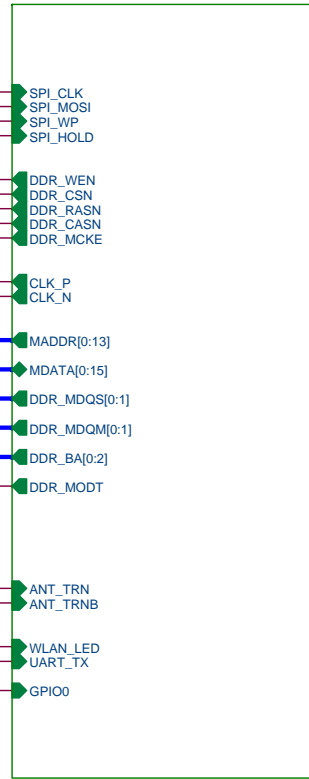 SPI_CLK
SPI_MOSI
SPI_WP
SPI_HOLD
DDR_WEN
DDR_CSN
DDR_RASN
DDR_CASN
DDR_MCKE
CLK_P
CLK_N
MADDR[0:13]
MDATA[0:15]
DDR_MDQS[0:1]
DDR_MDQM[0:1]
DDR_BA[0:2]
DDR_MODT
ANT_TRN
ANT_TRNB
WLAN_LED
UART_TX
GPIO0